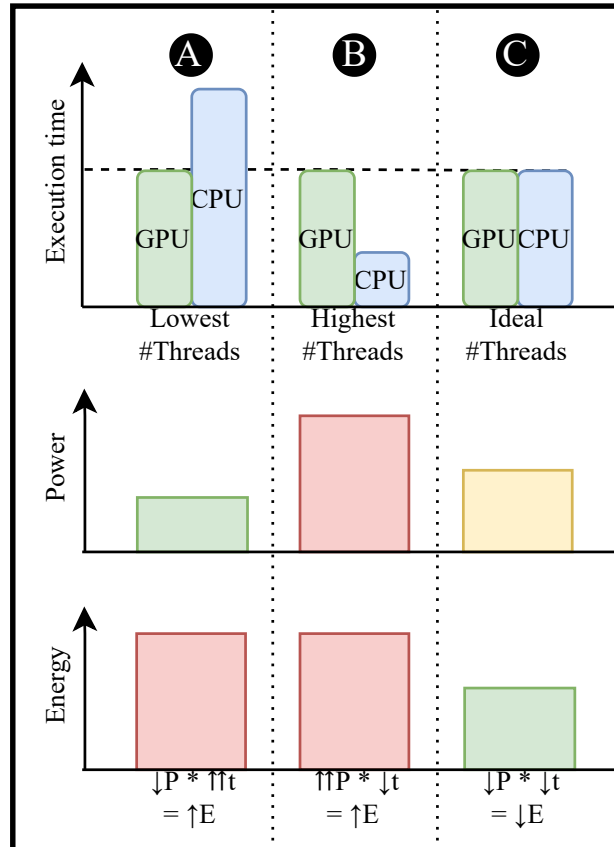 A
B
C
Execution time
GPU
CPU
GPU
CPU
GPU
CPU
Lowest
#Threads
Highest
#Threads
Ideal
#Threads
Power
Energy
↓P * ↑↑t
= ↑E
↑↑P * ↓t
= ↑E
↓P * ↓t
= ↓E